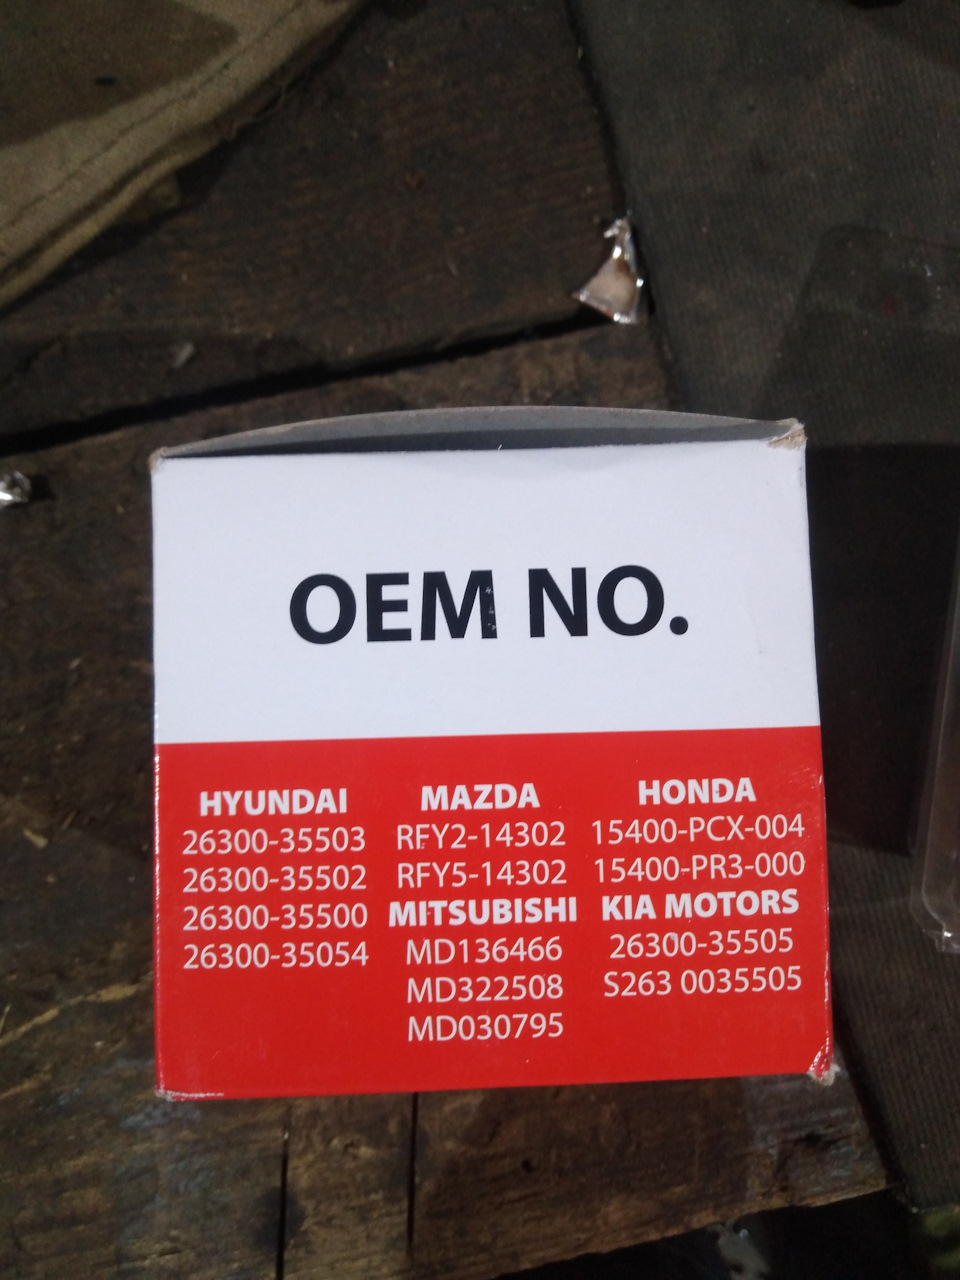 OEM NO.
HYUNDAI
26300-35503
26300-35502
26300-35500
26300-35054
MAZDA
RFY2-14302
RFY5-14302
MITSUBISHI
MD136466
MD322508
MD030795
HONDA
15400-PCX-004
15400-PR3-000
KIA MOTORS
26300-35505
S263 0035505